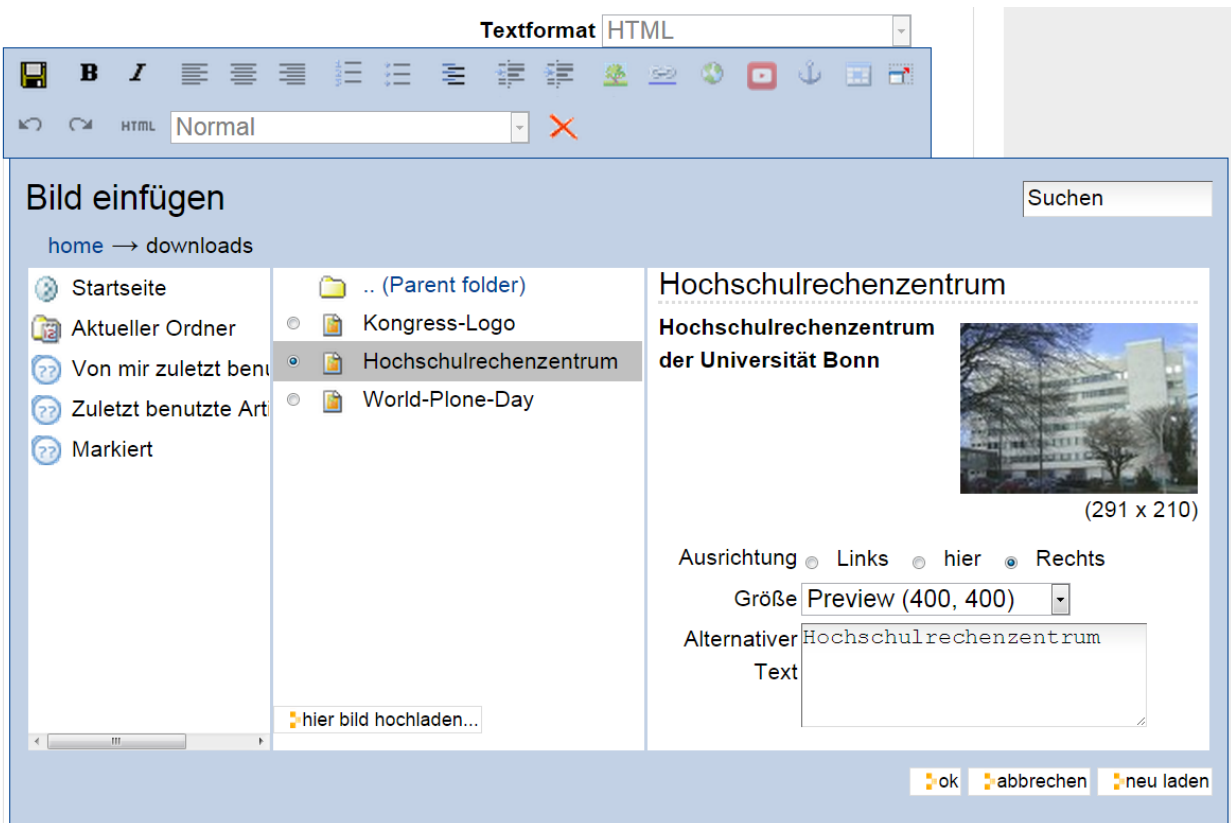 Textformat HTML
B I
HTML Normal
Bild einfügen
Suchen
home → downloads
Startseite
Aktueller Ordner
Von mir zuletzt benu
Zuletzt benutzte Arti
Markiert
.. (Parent folder)
Kongress-Logo
Hochschulrechenzentrum
World-Plone-Day
hier bild hochladen...
Hochschulrechenzentrum
Hochschulrechenzentrum
der Universität Bonn
(291 x 210)
Ausrichtung Links hier Rechts
Größe Preview (400, 400)
Alternativer Hochschulrechenzentrum
Text
ok abbrechen neu laden